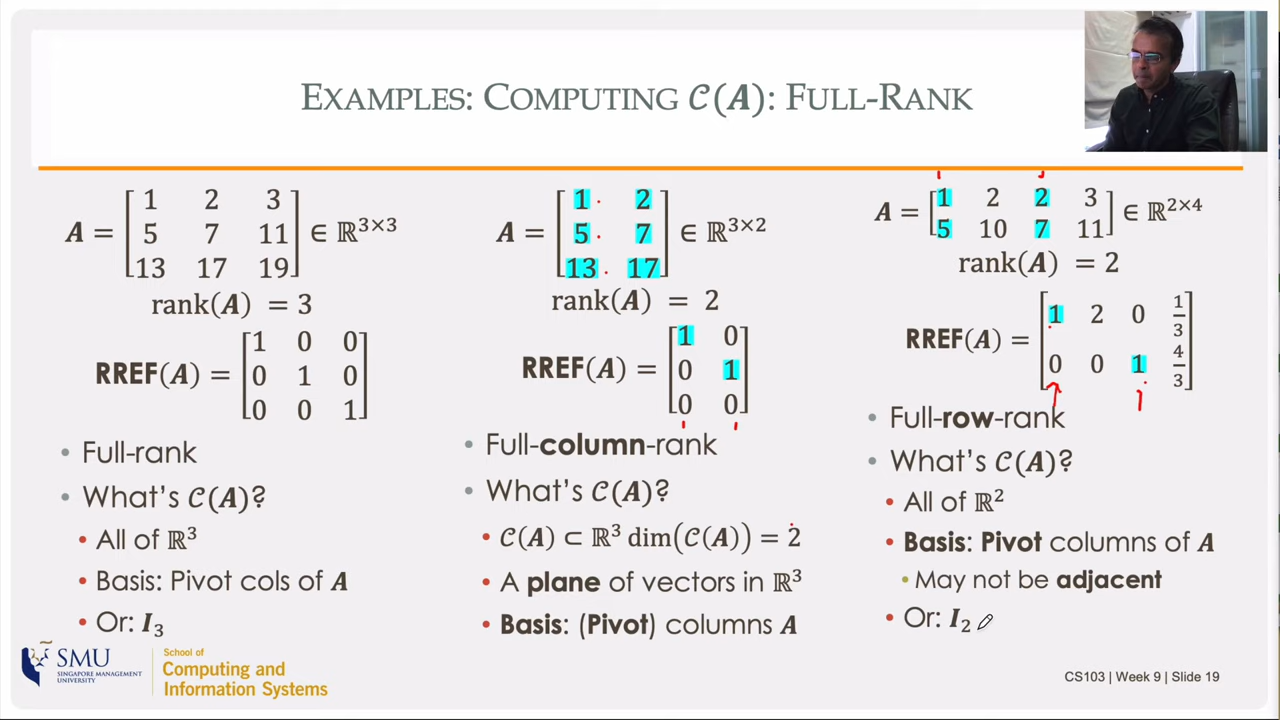 EXAMPLES: COMPUTING 𝒞(A): FULL-RANK
A = [1 2 3; 5 7 11; 13 17 19] ∈ ℝ³ˣ³
rank(A) = 3
RREF(A) = [1 0 0; 0 1 0; 0 0 1]
• Full-rank
• What's 𝒞(A)?
• All of ℝ³
• Basis: Pivot cols of A
• Or: I₃
A = [1 2; 5 7; 13 17] ∈ ℝ³ˣ²
rank(A) = 2
RREF(A) = [1 0; 0 1; 0 0]
• Full-column-rank
• What's 𝒞(A)?
• 𝒞(A) ⊂ ℝ³ dim(𝒞(A)) = 2
• A plane of vectors in ℝ³
• Basis: (Pivot) columns A
A = [1 2 2 3; 5 10 7 11] ∈ ℝ²ˣ⁴
rank(A) = 2
RREF(A) = [1 2 0 1/3; 0 0 1 4/3]
• Full-row-rank
• What's 𝒞(A)?
• All of ℝ²
• Basis: Pivot columns of A
• May not be adjacent
• Or: I₂
SMU
SINGAPORE MANAGEMENT
UNIVERSITY
School of
Computing and
Information Systems
CS103 | Week 9 | Slide 19